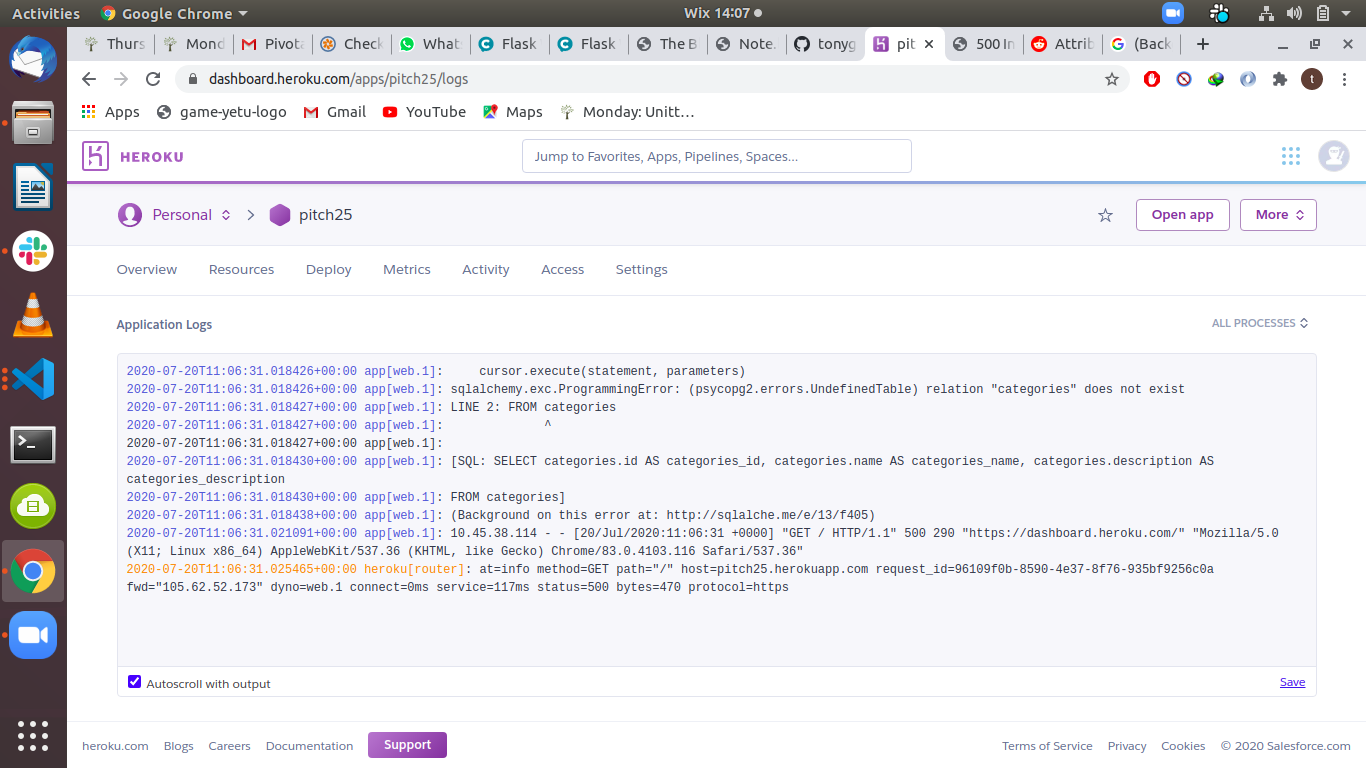 Activities Google Chrome Wix 14:07
Thurs Mond Pivota Check What Flask Flask The B Note. tonyg pit 500 In Attrib (Back
dashboard.heroku.com/apps/pitch25/logs t
Apps game-yetu-logo Gmail YouTube Maps Monday: Unitt…
HEROKU Jump to Favorites, Apps, Pipelines, Spaces...
Personal pitch25 Open app More
Overview Resources Deploy Metrics Activity Access Settings
Application Logs ALL PROCESSES
2020-07-20T11:06:31.018426+00:00 app[web.1]: cursor.execute(statement, parameters)
2020-07-20T11:06:31.018426+00:00 app[web.1]: sqlalchemy.exc.ProgrammingError: (psycopg2.errors.UndefinedTable) relation "categories" does not exist
2020-07-20T11:06:31.018427+00:00 app[web.1]: LINE 2: FROM categories
2020-07-20T11:06:31.018427+00:00 app[web.1]: ^
2020-07-20T11:06:31.018427+00:00 app[web.1]:
2020-07-20T11:06:31.018430+00:00 app[web.1]: [SQL: SELECT categories.id AS categories_id, categories.name AS categories_name, categories.description AS
categories_description
2020-07-20T11:06:31.018430+00:00 app[web.1]: FROM categories]
2020-07-20T11:06:31.018438+00:00 app[web.1]: (Background on this error at: http://sqlalche.me/e/13/f405)
2020-07-20T11:06:31.021091+00:00 app[web.1]: 10.45.38.114 - - [20/Jul/2020:11:06:31 +0000] "GET / HTTP/1.1" 500 290 "https://dashboard.heroku.com/" "Mozilla/5.0
(X11; Linux x86_64) AppleWebKit/537.36 (KHTML, like Gecko) Chrome/83.0.4103.116 Safari/537.36"
2020-07-20T11:06:31.025465+00:00 heroku[router]: at=info method=GET path="/" host=pitch25.herokuapp.com request_id=96109f0b-8590-4e37-8f76-935bf9256c0a
fwd="105.62.52.173" dyno=web.1 connect=0ms service=117ms status=500 bytes=470 protocol=https
Autoscroll with output Save
heroku.com Blogs Careers Documentation Support Terms of Service Privacy Cookies © 2020 Salesforce.com